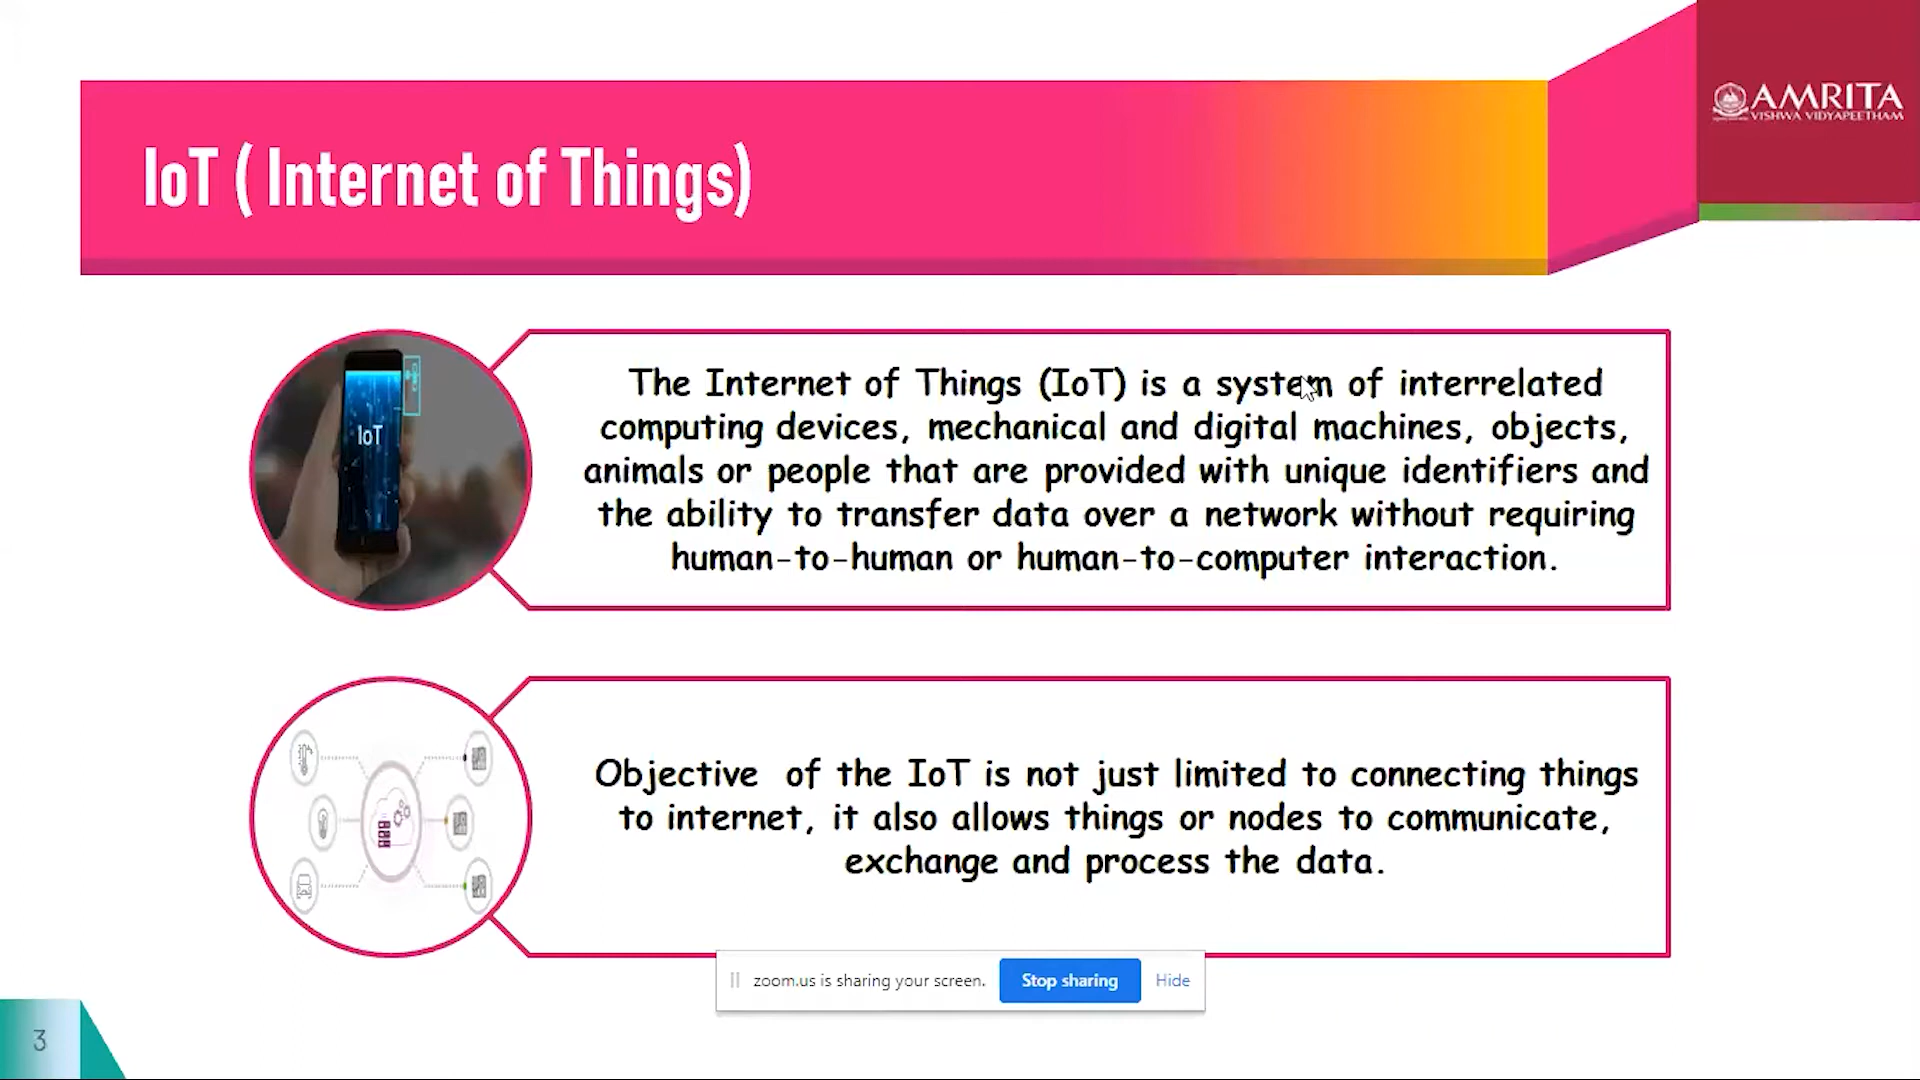 AMRITA
VISHWA VIDYAPEETHAM
IoT ( Internet of Things)
IoT
The Internet of Things (IoT) is a system of interrelated
computing devices, mechanical and digital machines, objects,
animals or people that are provided with unique identifiers and
the ability to transfer data over a network without requiring
human-to-human or human-to-computer interaction.
Objective of the IoT is not just limited to connecting things
to internet, it also allows things or nodes to communicate,
exchange and process the data.
zoom.us is sharing your screen. Stop sharing Hide
3